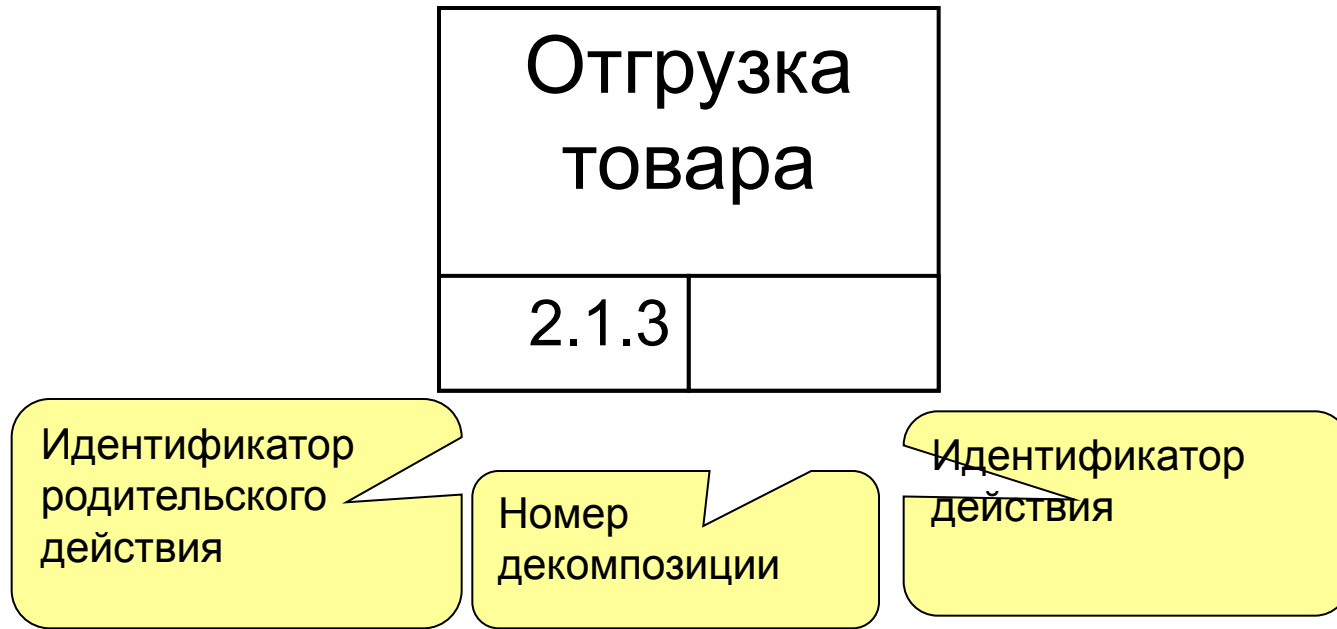 Отгрузка
товара
2.1.3
Идентификатор
родительского
действия
Номер
декомпозиции
Идентификатор
действия